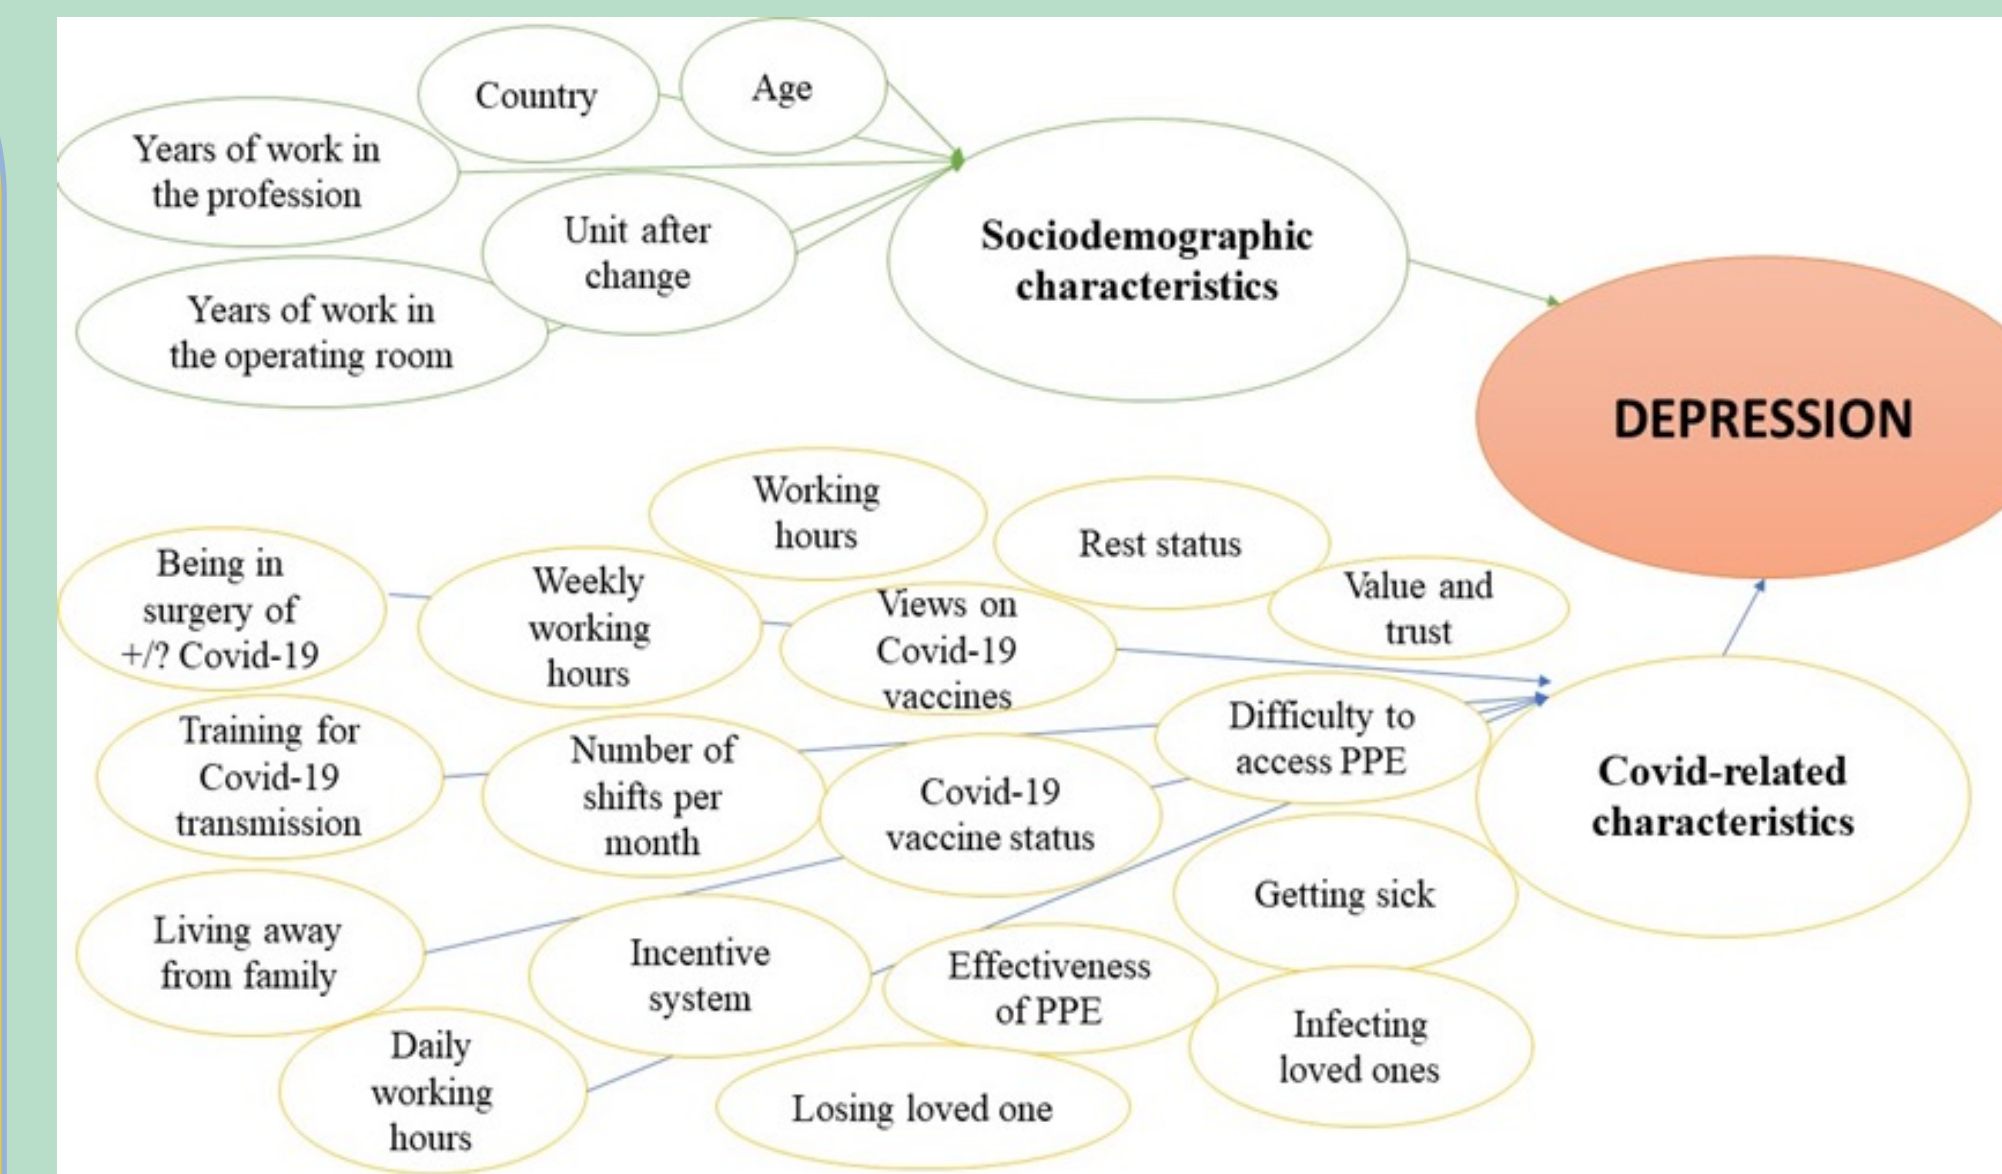 Country
Age
Years of work in
the profession
Unit after
change
Sociodemographic
characteristics
Years of work in
the operating room
DEPRESSION
Working
hours
Rest status
Being in
surgery of
+/? Covid-19
Weekly
working
hours
Views on
Covid-19
vaccines
Value and
trust
Training for
Covid-19
transmission
Number of
shifts per
month
Covid-19
vaccine status
Difficulty to
access PPE
Covid-related
characteristics
Getting sick
Living away
from family
Incentive
system
Effectiveness
of PPE
Infecting
loved ones
Daily
working
hours
Losing loved one